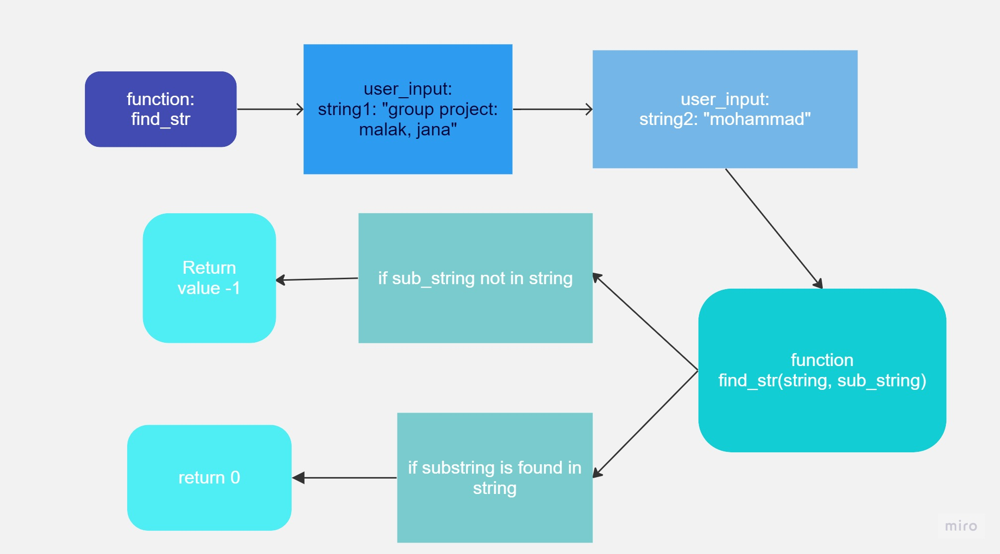 function:
find_str
user_input:
string1: "group project:
malak, jana"
user_input:
string2: "mohammad"
Return
value -1
if sub_string not in string
function
find_str(string, sub_string)
return 0
if substring is found in
string
miro